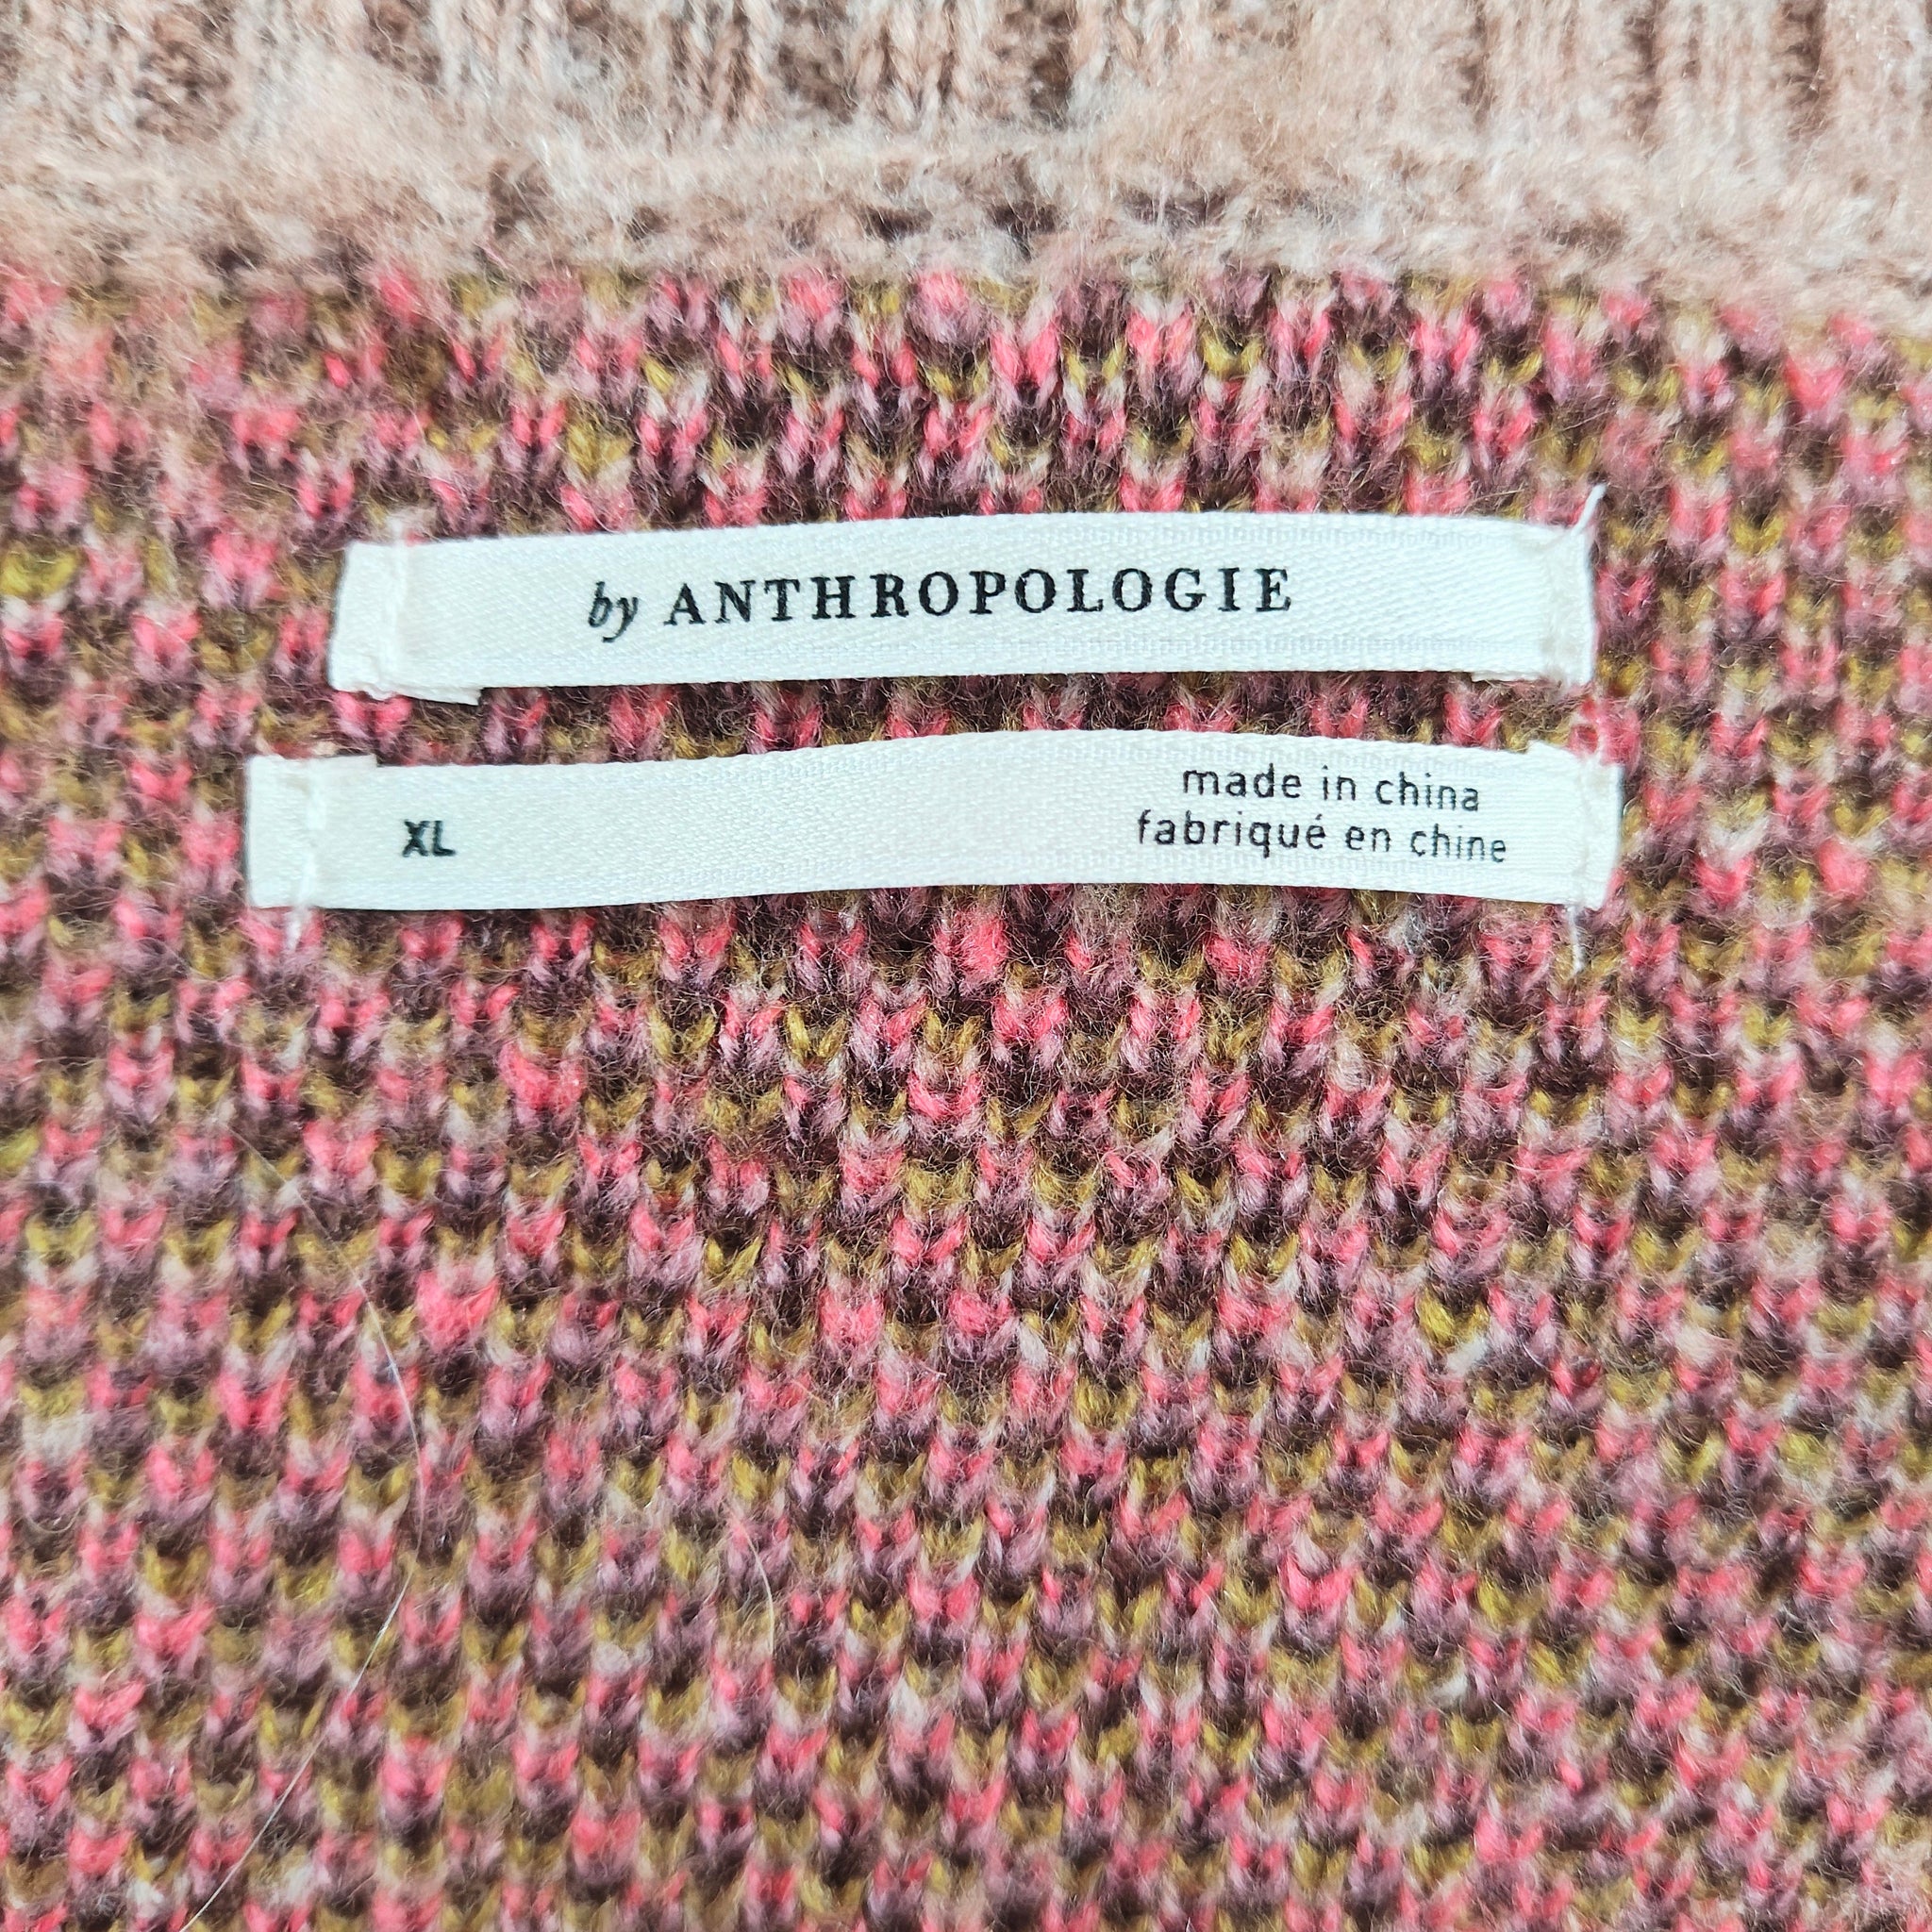 by ANTHROPOLOGIE
XL
made in china
fabriqué en chine